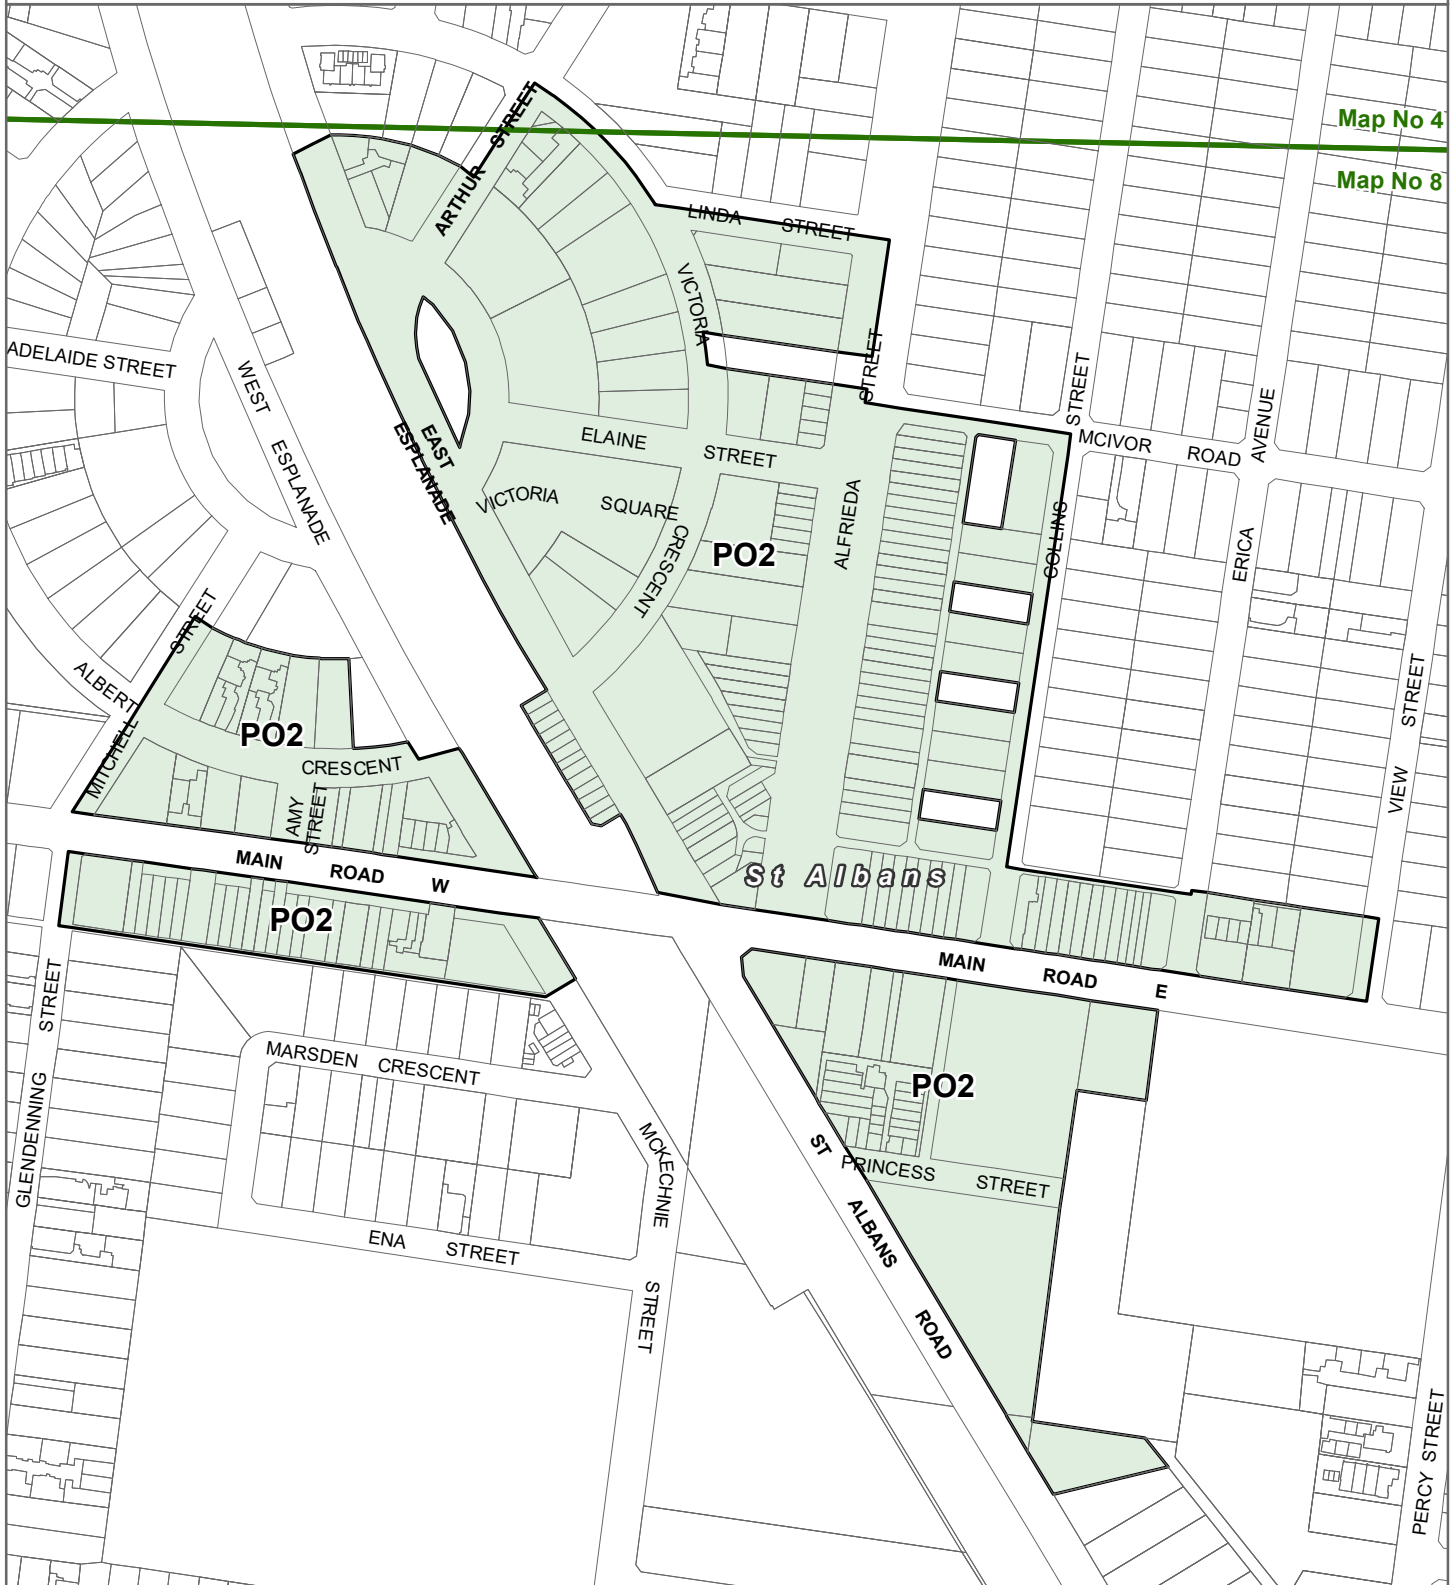 Map No 4
Map No 8
ARTHUR STREET
LINDA STREET
VICTORIA
STREET
ADELAIDE STREET
WEST ESPLANADE
EAST
ESPLANADE
ELAINE STREET
VICTORIA SQUARE
CRESCENT
PO2
ALFRIEDA
COLLINS
STREET
MCIVOR ROAD
AVENUE
ERICA
VIEW STREET
STREET
ALBERT
MITCHELL
PO2
CRESCENT
AMY
STREET
MAIN ROAD W
PO2
St Albans
MAIN ROAD E
PO2
GLENDENNING STREET
MARSDEN CRESCENT
ENA STREET
MCKECHNIE
STREET
ST ALBANS ROAD
PRINCESS STREET
PERCY STREET